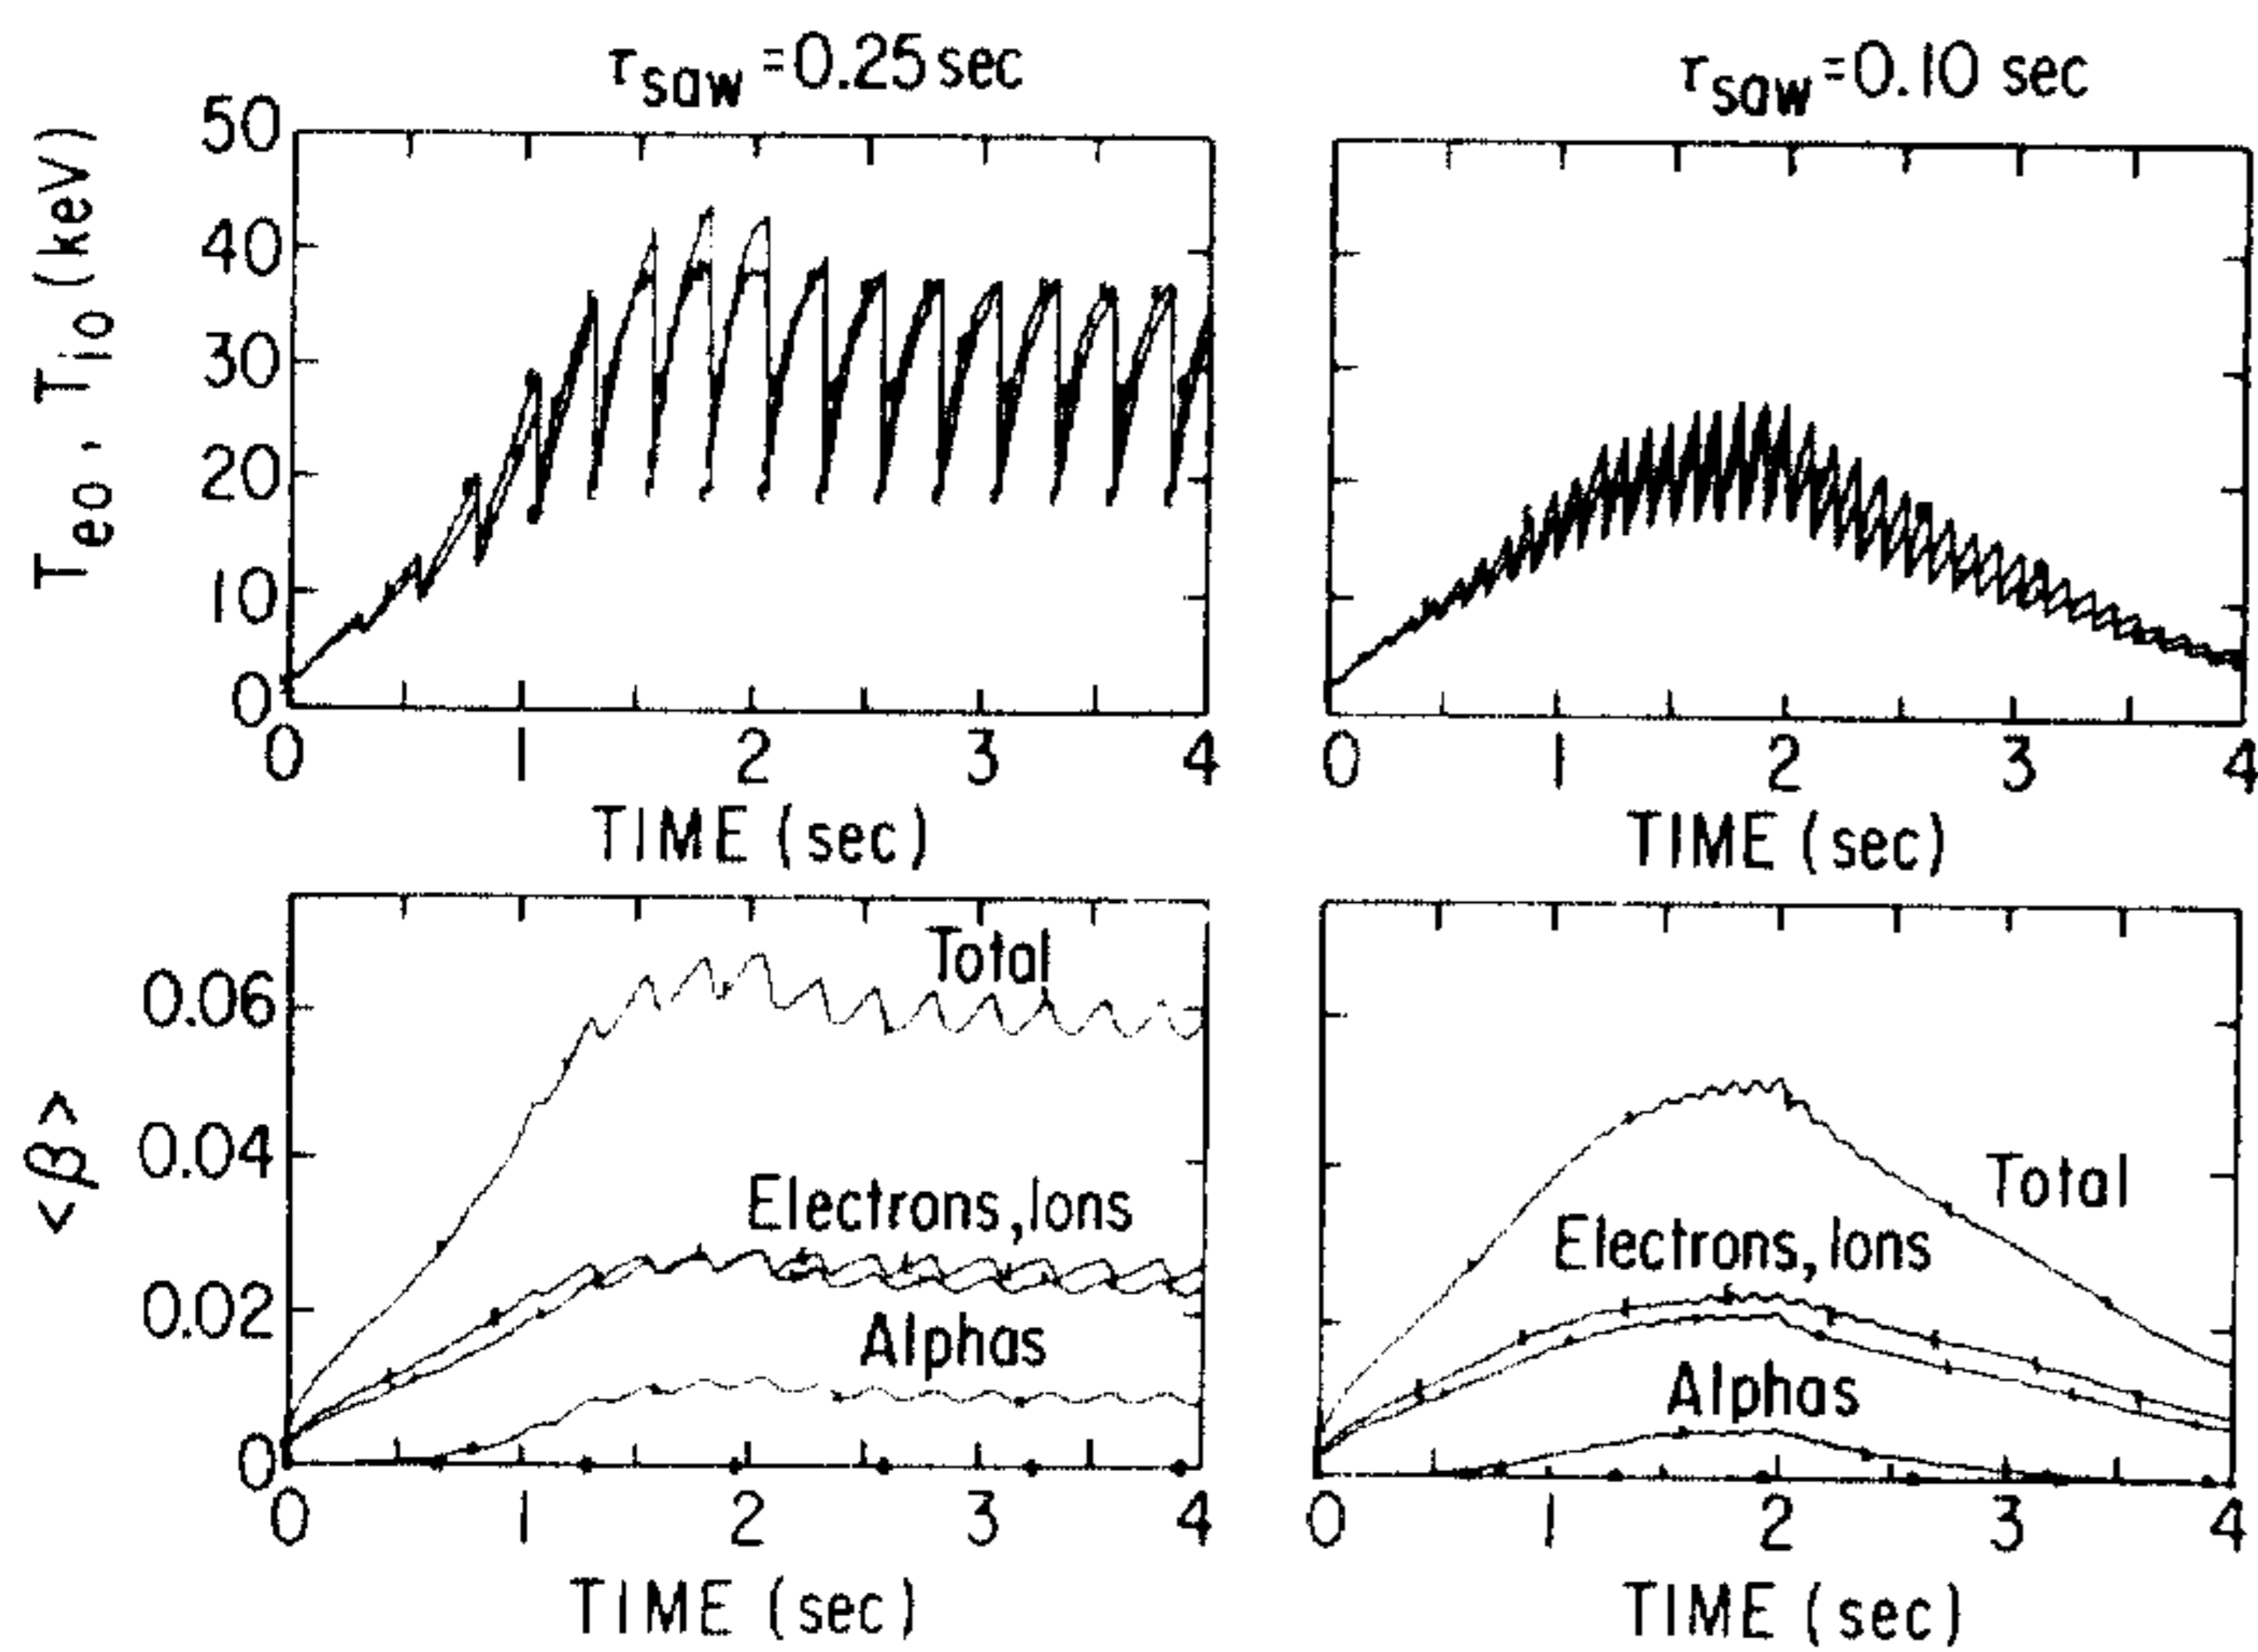 τsaw = 0.25 sec
τsaw = 0.10 sec
Teo, Tio (keV)
50
40
30
20
10
0
0 1 2 3 4
TIME (sec)
0 1 2 3 4
TIME (sec)
<β>
0.06
0.04
0.02
0
Total
Electrons, Ions
Alphas
0 1 2 3 4
TIME (sec)
Total
Electrons, Ions
Alphas
0 1 2 3 4
TIME (sec)